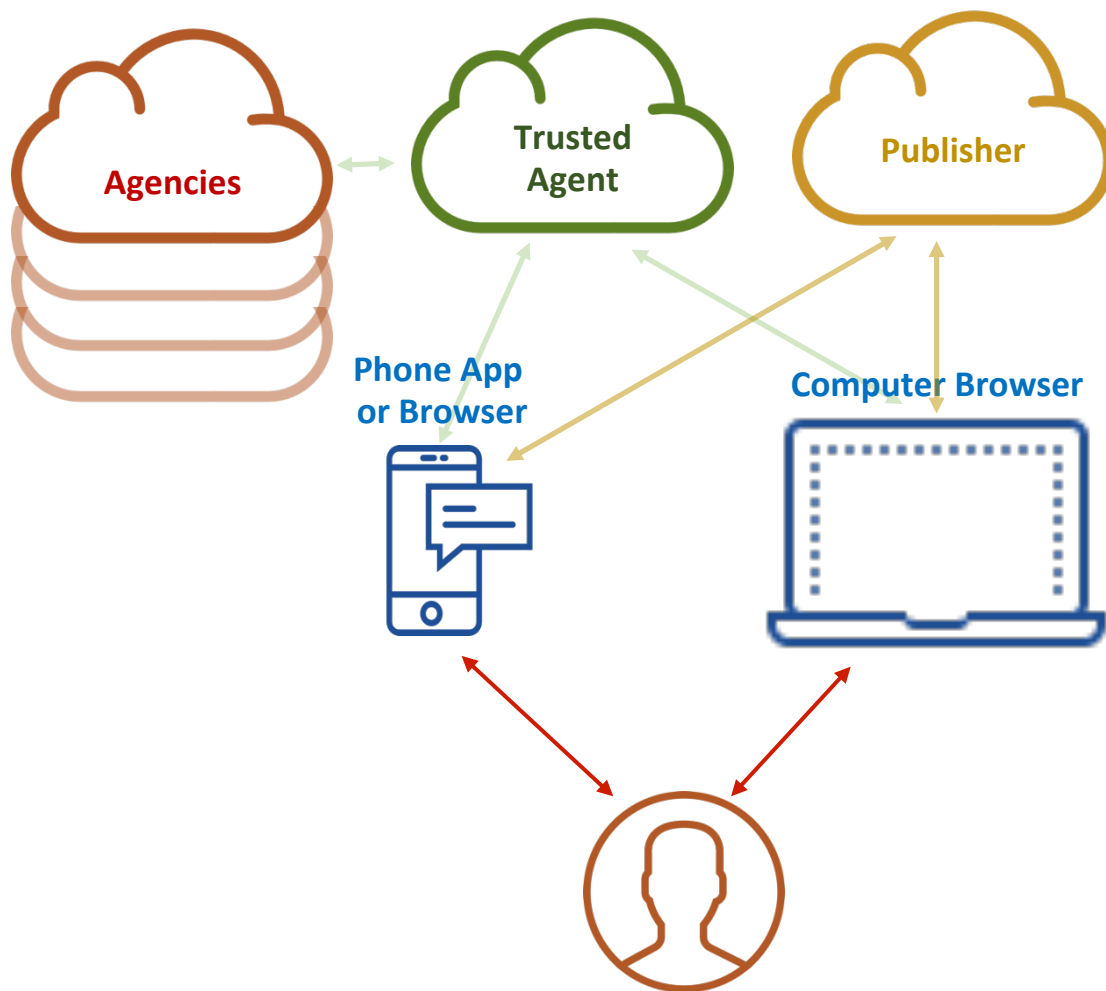 Agencies
Trusted
Agent
Publisher
Phone App
or Browser
Computer Browser